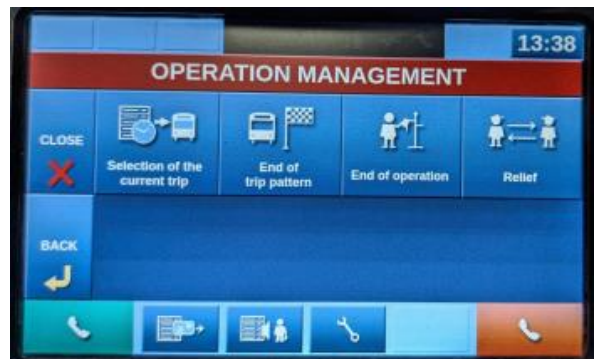 13:38
OPERATION MANAGEMENT
CLOSE
Selection of the
current trip
End of
trip pattern
End of operation
Relief
BACK